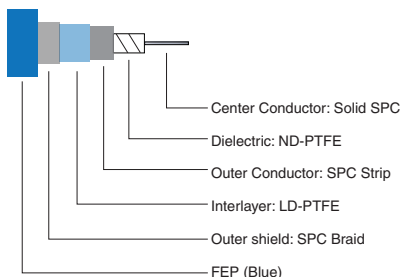 Center Conductor: Solid SPC
Dielectric: ND-PTFE
Outer Conductor: SPC Strip
Interlayer: LD-PTFE
Outer shield: SPC Braid
FEP (Blue)